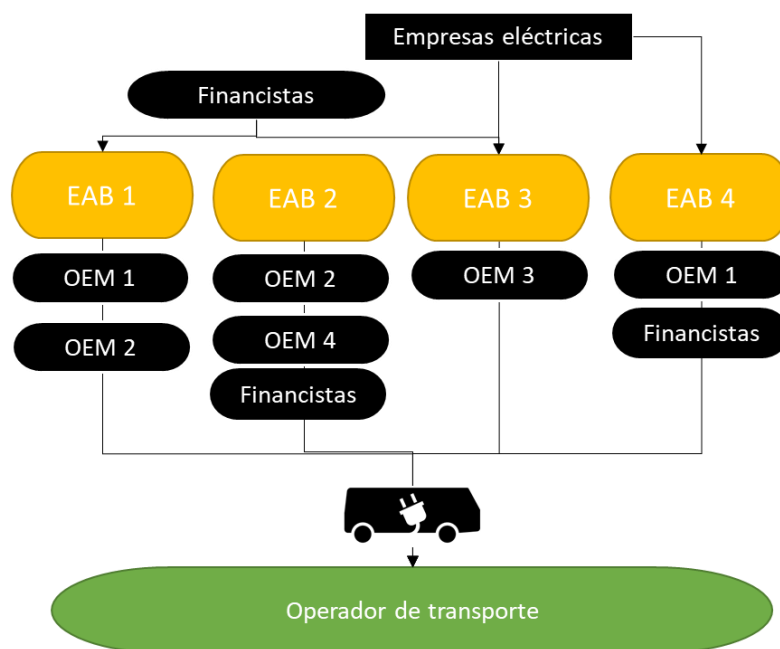 Empresas eléctricas
Financistas
EAB 1
EAB 2
EAB 3
EAB 4
OEM 1
OEM 2
OEM 3
OEM 1
OEM 2
OEM 4
Financistas
Financistas
Operador de transporte